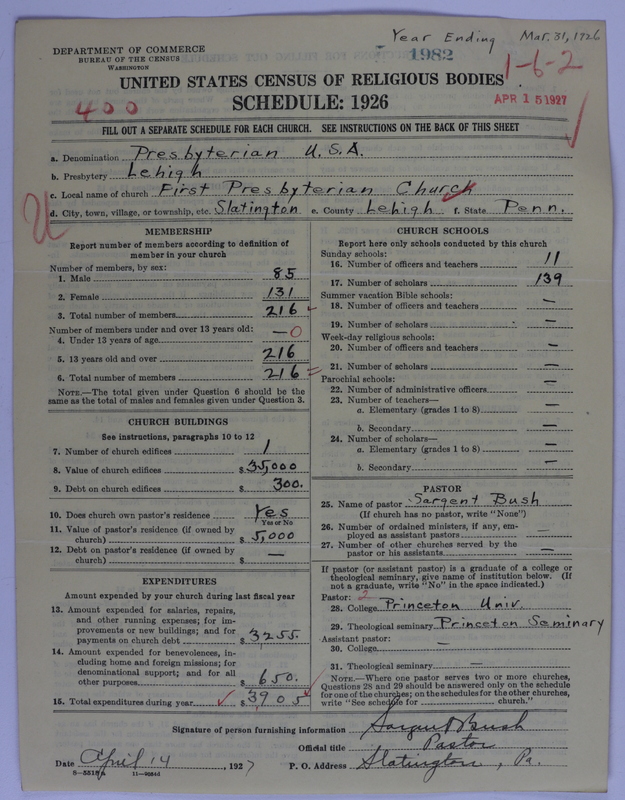 Year Ending Mar. 31, 1926
DEPARTMENT OF COMMERCE
BUREAU OF THE CENSUS
WASHINGTON
1982
1-6-2
UNITED STATES CENSUS OF RELIGIOUS BODIES
400
SCHEDULE: 1926
APR 15 1927
FILL OUT A SEPARATE SCHEDULE FOR EACH CHURCH. SEE INSTRUCTIONS ON THE BACK OF THIS SHEET
a. Denomination Presbyterian U.S.A.
b. Presbytery Lehigh
c. Local name of church First Presbyterian Church
d. City, town, village, or township, etc. Slatington e. County Lehigh f. State Penn.
MEMBERSHIP
Report number of members according to definition of
member in your church
Number of members, by sex:
1. Male 85
2. Female 131
3. Total number of members 216
Number of members under and over 13 years old:
4. Under 13 years of age — 0
5. 13 years old and over 216
6. Total number of members 216
NOTE.—The total given under Question 6 should be the
same as the total of males and females given under Question 3.
CHURCH BUILDINGS
See instructions, paragraphs 10 to 12
7. Number of church edifices 1
8. Value of church edifices $ 35,000
9. Debt on church edifices $ 300.
10. Does church own pastor's residence Yes
Yes or No
11. Value of pastor's residence (if owned by
church) $ 5,000
12. Debt on pastor's residence (if owned by
church) $ —
EXPENDITURES
Amount expended by your church during last fiscal year
13. Amount expended for salaries, repairs,
and other running expenses; for im-
provements or new buildings; and for
payments on church debt $ 3255.
14. Amount expended for benevolences, in-
cluding home and foreign missions; for
denominational support; and for all
other purposes $ 650.
15. Total expenditures during year $ 3905
CHURCH SCHOOLS
Report here only schools conducted by this church
Sunday schools:
16. Number of officers and teachers 11
17. Number of scholars 139
Summer vacation Bible schools:
18. Number of officers and teachers —
19. Number of scholars —
Week-day religious schools:
20. Number of officers and teachers —
21. Number of scholars —
Parochial schools:
22. Number of administrative officers —
23. Number of teachers—
a. Elementary (grades 1 to 8) —
b. Secondary —
24. Number of scholars—
a. Elementary (grades 1 to 8) —
b. Secondary —
PASTOR
25. Name of pastor Sargent Bush
(If church has no pastor, write "None")
26. Number of ordained ministers, if any, em-
ployed as assistant pastors —
27. Number of other churches served by the
pastor or his assistants —
If pastor (or assistant pastor) is a graduate of a college or
theological seminary, give name of institution below. (If
not a graduate, write "No" in the space indicated.)
Pastor: 2
28. College Princeton Univ.
29. Theological seminary Princeton Seminary
Assistant pastor:
30. College —
31. Theological seminary —
NOTE.—Where one pastor serves two or more churches,
Questions 28 and 29 should be answered only on the schedule
for one of the churches; on the schedules for the other churches,
write "See schedule for church."
Signature of person furnishing information Sargent Bush
Official title Pastor
Date April 14, 1927 P. O. Address Slatington, Pa.